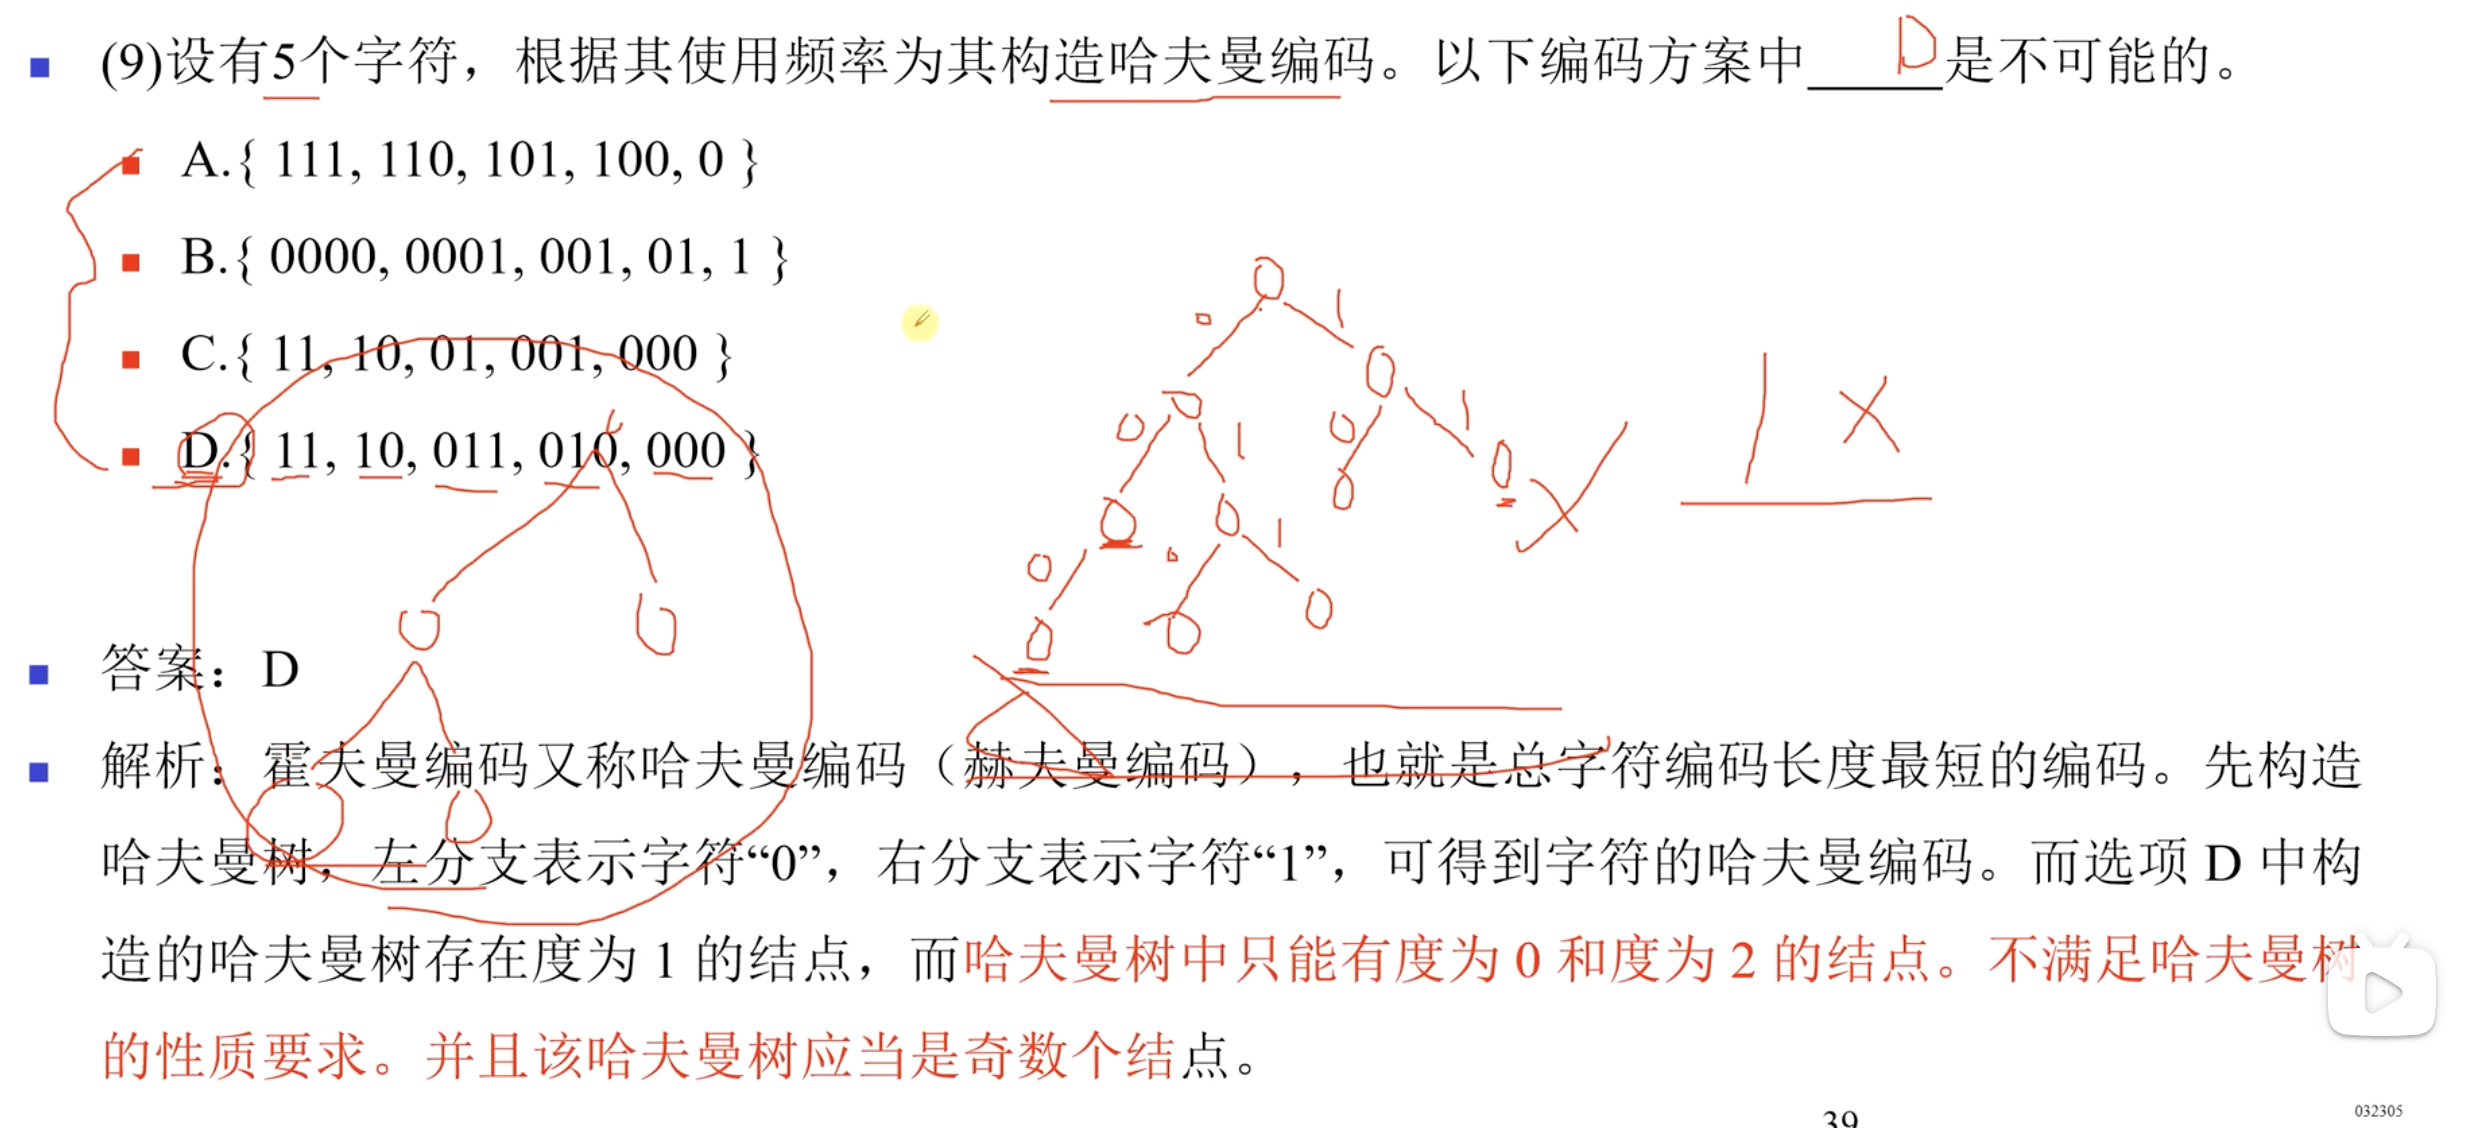 (9)设有5个字符，根据其使用频率为其构造哈夫曼编码。以下编码方案中____D是不可能的。
A.{ 111, 110, 101, 100, 0 }
B.{ 0000, 0001, 001, 01, 1 }
C.{ 11, 10, 01, 001, 000 }
D.{ 11, 10, 011, 010, 000 }
0 1
0 1 0 1
0 0 1
1 ×
答案：D
解析：霍夫曼编码又称哈夫曼编码（赫夫曼编码），也就是总字符编码长度最短的编码。先构造
哈夫曼树，左分支表示字符“0”，右分支表示字符“1”，可得到字符的哈夫曼编码。而选项 D 中构
造的哈夫曼树存在度为 1 的结点，而哈夫曼树中只能有度为 0 和度为 2 的结点。不满足哈夫曼树
的性质要求。并且该哈夫曼树应当是奇数个结点。
39
032305